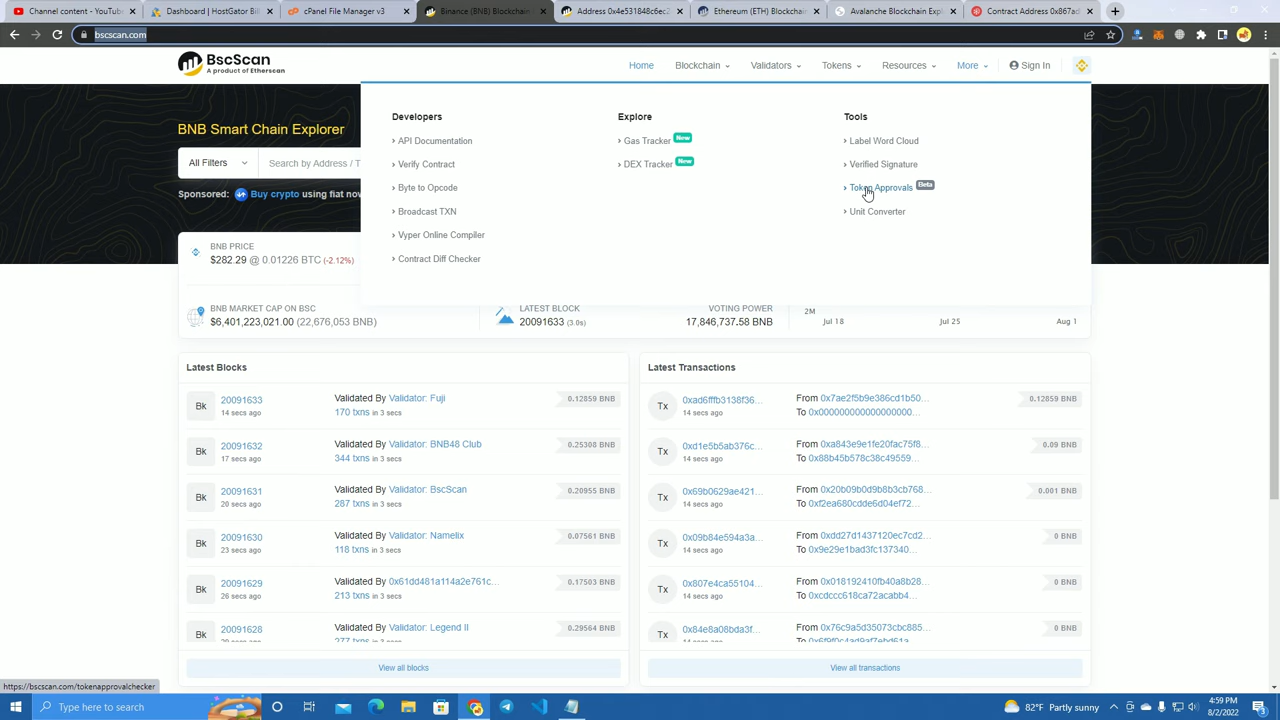 Channel analytics - YouTub
Dashboard | HostGator Bill
Panel File Manager v3
Binance (BNB) Blockchain
Address 0x4e531848c6ec
Ethereum (ETH) Blockchain
Avalanche Blockchain Exp
Contract Address 0x867ad
bscscan.com
BscScan
A product of Etherscan
Home
Blockchain
Validators
Tokens
Resources
More
Sign In
BNB Smart Chain Explorer
All Filters
Search by Address / T
Sponsored:
Buy crypto using fiat now
Developers
API Documentation
Verify Contract
Byte to Opcode
Broadcast TXN
Vyper Online Compiler
Contract Diff Checker
Explore
Gas Tracker New
DEX Tracker New
Tools
Label Word Cloud
Verified Signature
Token Approvals Beta
Unit Converter
BNB PRICE
$282.29 @ 0.01226 BTC (-2.12%)
BNB MARKET CAP ON BSC
$6,401,223,021.00 (22,676,053 BNB)
LATEST BLOCK
20091633 (3.0s)
VOTING POWER
17,846,737.58 BNB
2M
Jul 18
Jul 25
Aug 1
Latest Blocks
Bk
20091633
14 secs ago
Validated By Validator: Fuji
170 txns in 3 secs
0.12859 BNB
Bk
20091632
17 secs ago
Validated By Validator: BNB48 Club
344 txns in 3 secs
0.25308 BNB
Bk
20091631
20 secs ago
Validated By Validator: BscScan
287 txns in 3 secs
0.20955 BNB
Bk
20091630
23 secs ago
Validated By Validator: Namelix
118 txns in 3 secs
0.07561 BNB
Bk
20091629
26 secs ago
Validated By 0x61dd481a114a2e761c...
213 txns in 3 secs
0.17503 BNB
Bk
20091628
Validated By Validator: Legend II
277 txns in 3 secs
0.29564 BNB
View all blocks
Latest Transactions
Tx
0xad6fffb3138f36...
14 secs ago
From 0x7ae2f5b9e386cd1b50...
To 0x000000000000000000...
0.12859 BNB
Tx
0xd1e5b5ab376c...
14 secs ago
From 0xa843e9e1fe20fac75f8...
To 0x88b45b578c38c49559...
0.09 BNB
Tx
0x69b0629ae421...
14 secs ago
From 0x20b09b0d9b8b3cb768...
To 0xf2ea680cdde6d04ef72...
0.001 BNB
Tx
0x09b84e594a3a...
14 secs ago
From 0xdd27d1437120ec7cd2...
To 0x9e29e1bad3fc137340...
0 BNB
Tx
0x807e4ca55104...
14 secs ago
From 0x018192410fb40a8b28...
To 0xcdccc618ca72acabb4...
0 BNB
Tx
0x84e8a08bda3f...
From 0x76c9a5d35073cbc885...
0 BNB
View all transactions
https://bscscan.com/tokenapprovalchecker
Type here to search
82°F Partly sunny
4:59 PM
8/2/2022